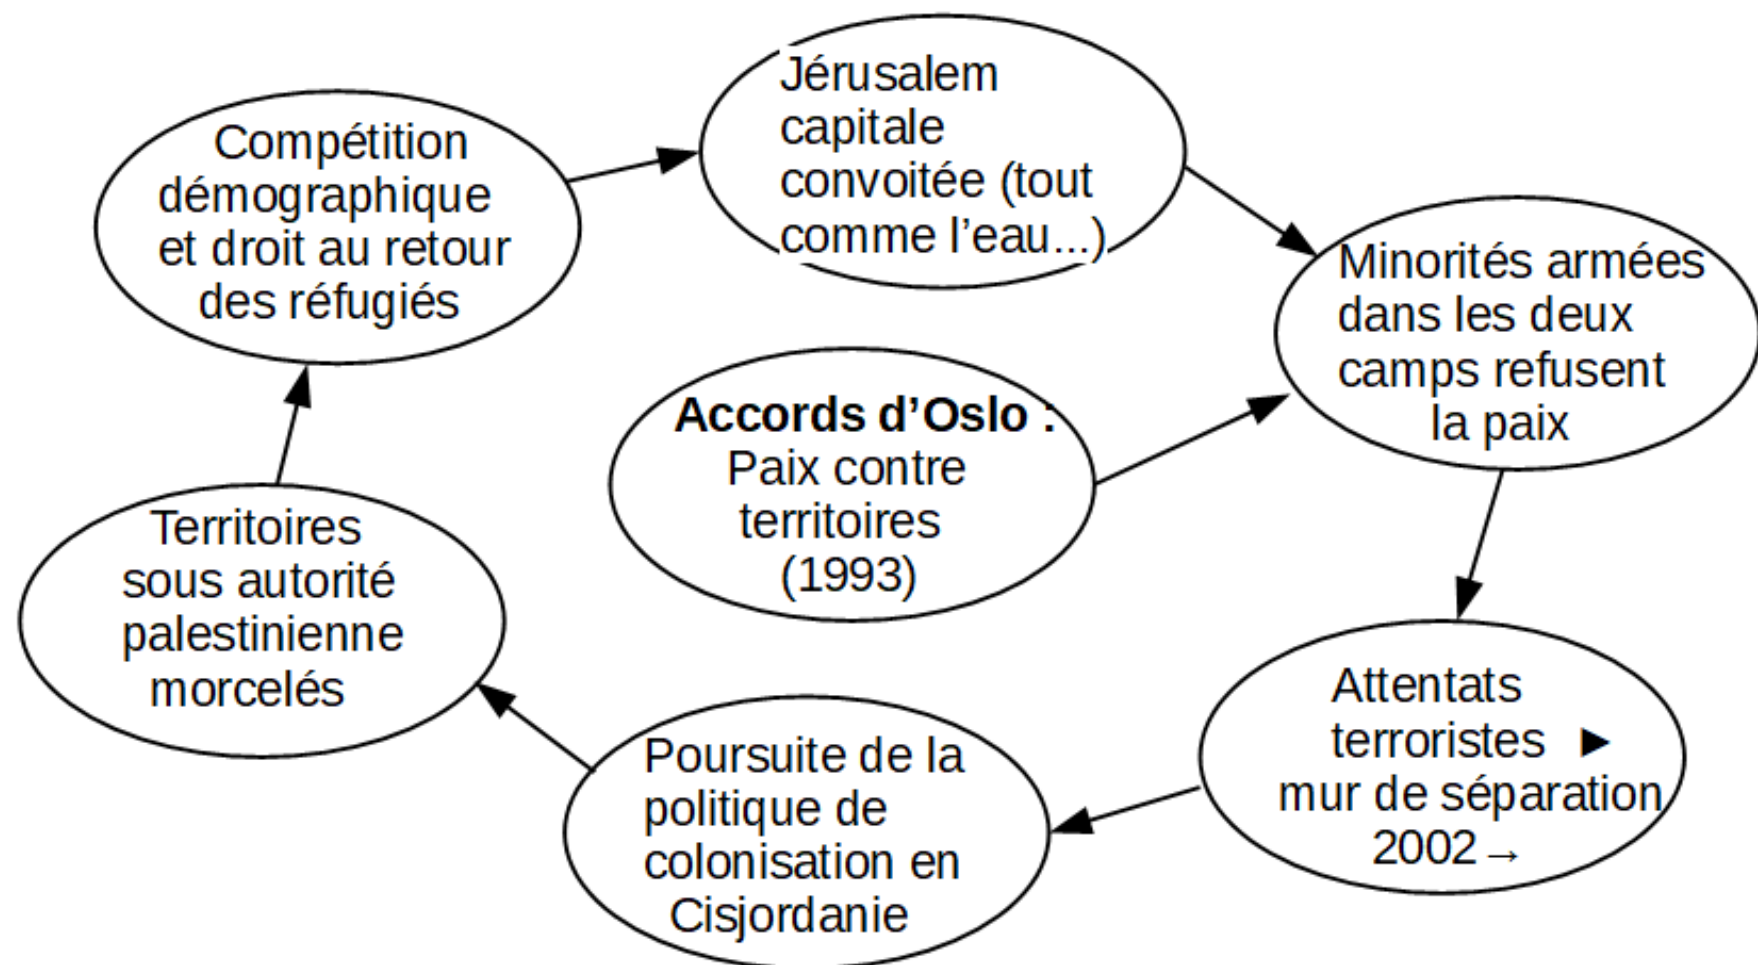 Compétition
démographique
et droit au retour
des réfugiés
Jérusalem
capitale
convoitée (tout
comme l'eau...)
Minorités armées
dans les deux
camps refusent
la paix
Accords d'Oslo :
Paix contre
territoires
(1993)
Territoires
sous autorité
palestinienne
morcelés
Poursuite de la
politique de
colonisation en
Cisjordanie
Attentats
terroristes ►
mur de séparation
2002→